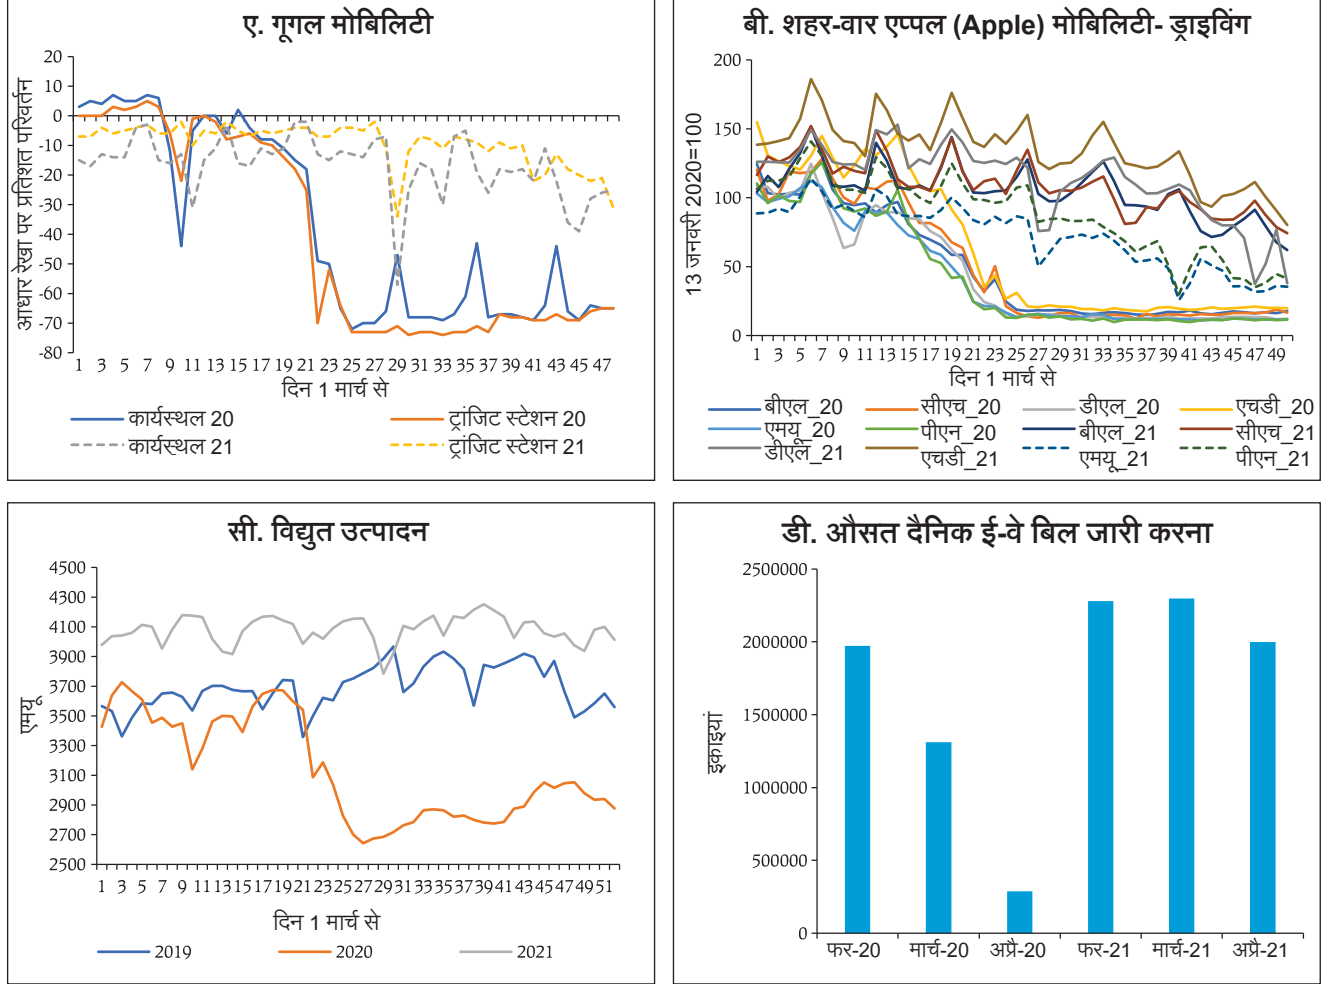 ए. गूगल मोबिलिटी
आधार रेखा पर प्रतिशत परिवर्तन
20
10
0
-10
-20
-30
-40
-50
-60
-70
-80
1 3 5 7 9 11 13 15 17 19 21 23 25 27 29 31 33 35 37 39 41 43 45 47
दिन 1 मार्च से
कार्यस्थल 20 ट्रांजिट स्टेशन 20
कार्यस्थल 21 ट्रांजिट स्टेशन 21
बी. शहर-वार एप्पल (Apple) मोबिलिटी- ड्राइविंग
13 जनवरी 2020=100
200
150
100
50
0
1 3 5 7 9 11 13 15 17 19 21 23 25 27 29 31 33 35 37 39 41 43 45 47 49
दिन 1 मार्च से
बीएल_20 सीएच_20 डीएल_20 एचडी_20
एमयू_20 पीएन_20 बीएल_21 सीएच_21
डीएल_21 एचडी_21 एमयू_21 पीएन_21
सी. विद्युत उत्पादन
एमयू
4500
4300
4100
3900
3700
3500
3300
3100
2900
2700
2500
1 3 5 7 9 11 13 15 17 19 21 23 25 27 29 31 33 35 37 39 41 43 45 47 49 51
दिन 1 मार्च से
2019 2020 2021
डी. औसत दैनिक ई-वे बिल जारी करना
इकाइयां
2500000
2000000
1500000
1000000
500000
0
फर-20 मार्च-20 अप्रै-20 फर-21 मार्च-21 अप्रै-21